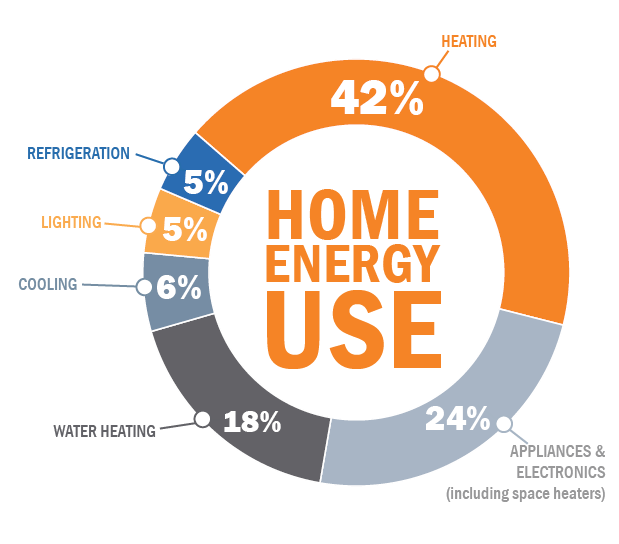 HEATING
42%
REFRIGERATION
5%
LIGHTING
5%
COOLING
6%
HOME
ENERGY
USE
WATER HEATING
18%
24%
APPLIANCES &
ELECTRONICS
(including space heaters)